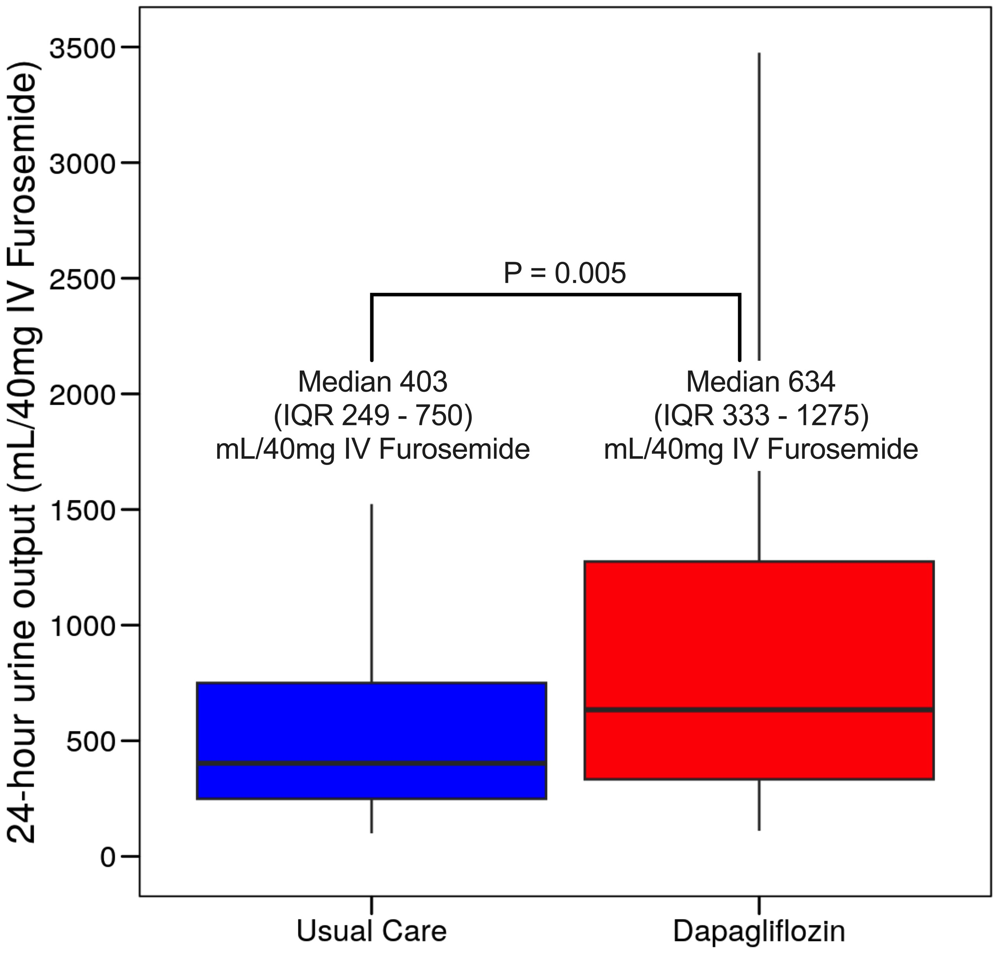 24-hour urine output (mL/40mg IV Furosemide)
3500
3000
2500
2000
1500
1000
500
0
P = 0.005
Median 403
(IQR 249 - 750)
mL/40mg IV Furosemide
Median 634
(IQR 333 - 1275)
mL/40mg IV Furosemide
Usual Care
Dapagliflozin